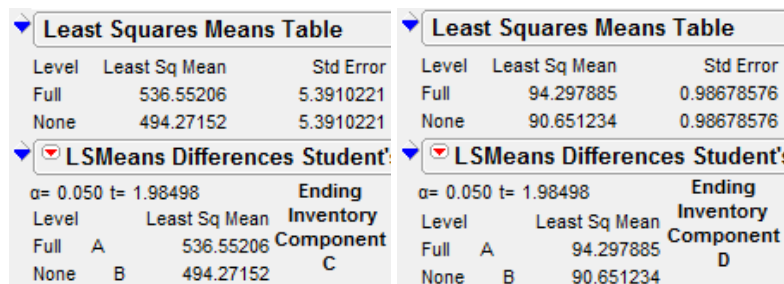 Least Squares Means Table
Level Least Sq Mean Std Error
Full 536.55206 5.3910221
None 494.27152 5.3910221
LSMeans Differences Student's
α= 0.050 t= 1.98498
Level Least Sq Mean
Full A 536.55206
None B 494.27152
Ending
Inventory
Component
C
Least Squares Means Table
Level Least Sq Mean Std Error
Full 94.297885 0.98678576
None 90.651234 0.98678576
LSMeans Differences Student's
α= 0.050 t= 1.98498
Level Least Sq Mean
Full A 94.297885
None B 90.651234
Ending
Inventory
Component
D